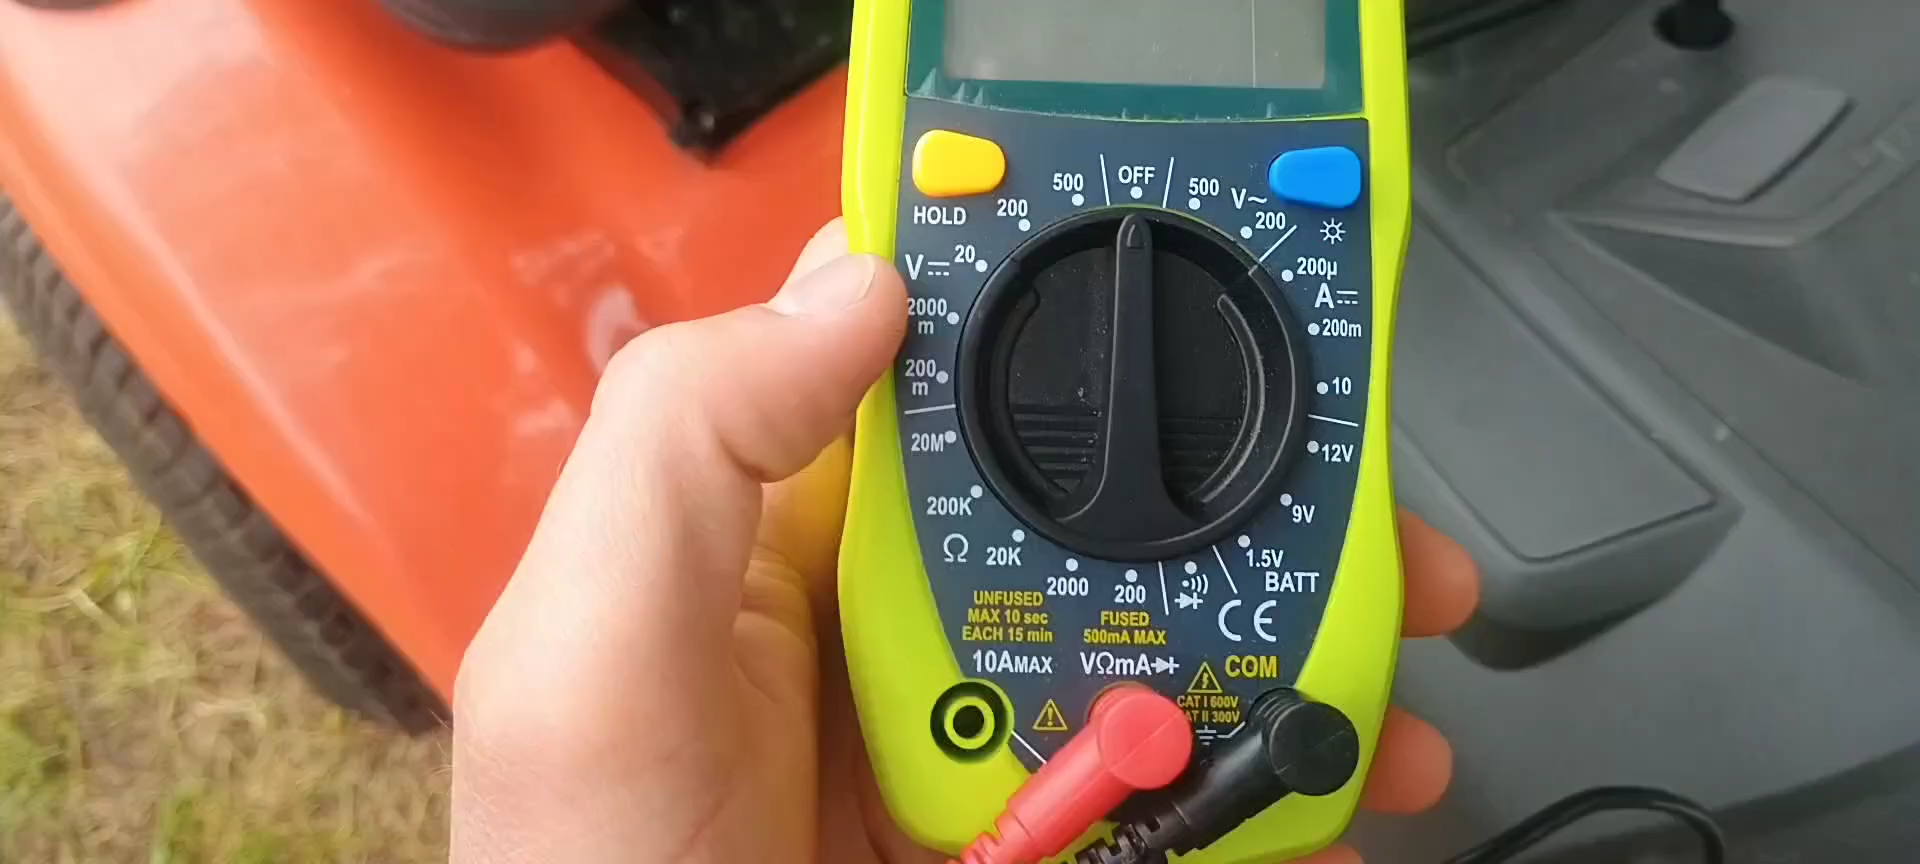 OFF
500
500
V~
200
200
HOLD
20
V⎓
200µ
A⎓
2000
m
200m
200
m
10
20M
12V
200K
9V
Ω
20K
1.5V
2000
200
BATT
UNFUSED
MAX 10 sec
EACH 15 min
FUSED
500mA MAX
CE
10AMAX
VΩmA
COM
CAT I 600V
CAT II 300V